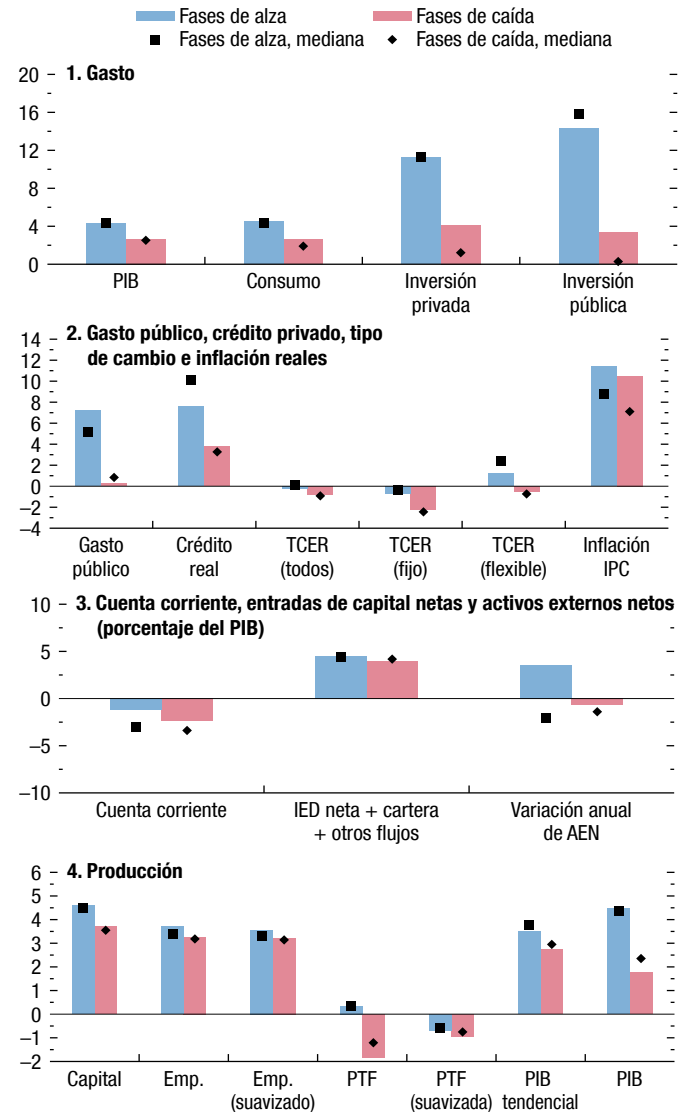 Fases de alza Fases de caída
Fases de alza, mediana Fases de caída, mediana
1. Gasto
20
16
12
8
4
0
PIB Consumo Inversión privada Inversión pública
2. Gasto público, crédito privado, tipo
de cambio e inflación reales
14
12
10
8
6
4
2
0
–2
–4
Gasto público Crédito real TCER (todos) TCER (fijo) TCER (flexible) Inflación IPC
3. Cuenta corriente, entradas de capital netas y activos externos netos
(porcentaje del PIB)
10
5
0
–5
–10
Cuenta corriente IED neta + cartera + otros flujos Variación anual de AEN
4. Producción
6
5
4
3
2
1
0
–1
–2
Capital Emp. Emp. (suavizado) PTF PTF (suavizada) PIB tendencial PIB